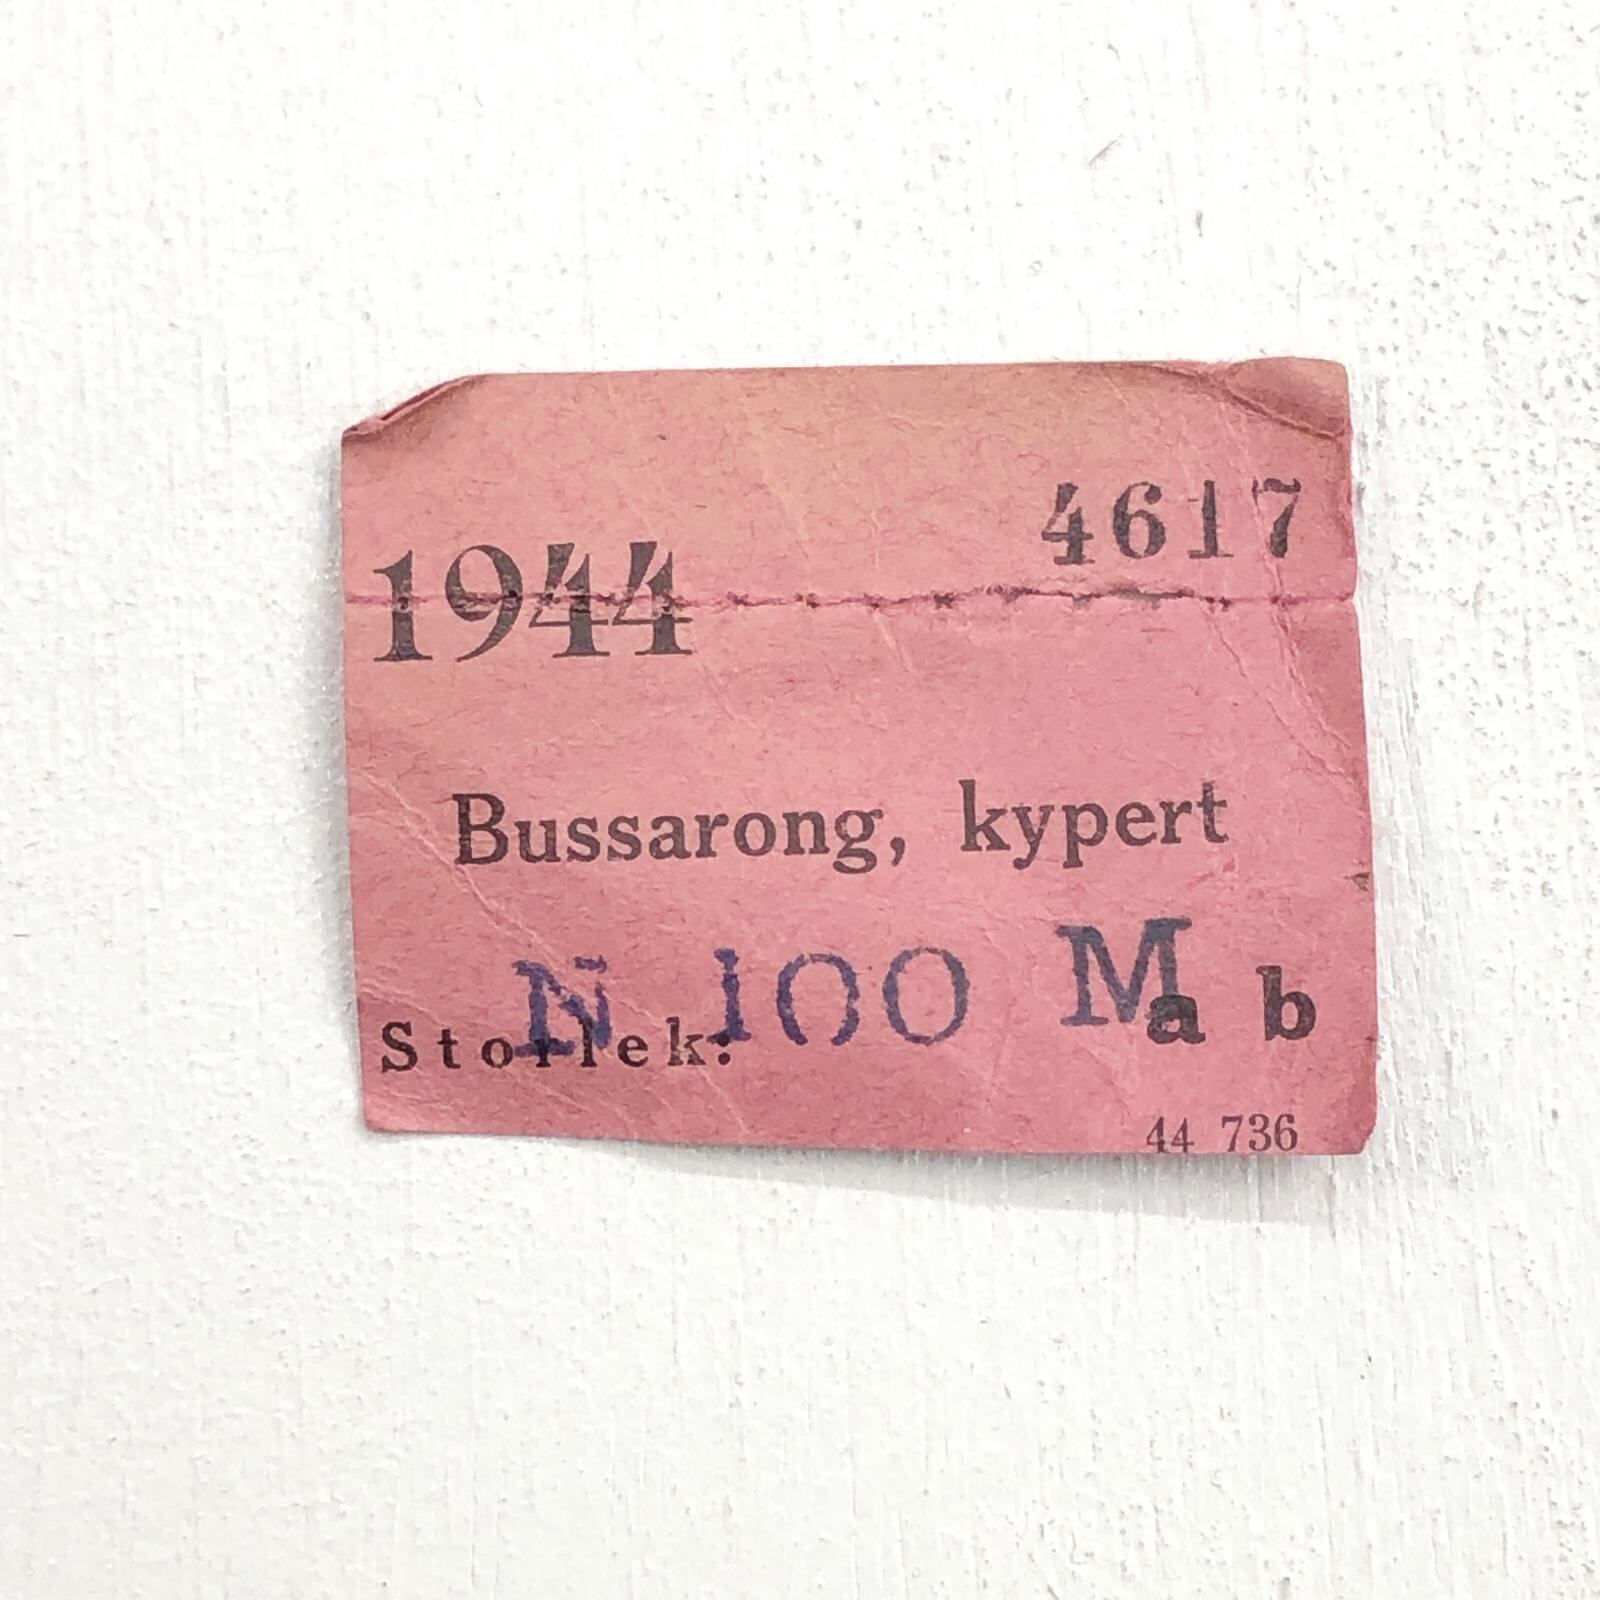 4617
1944
Bussarong, kypert
N 100 M
Storlek: a b
44 736